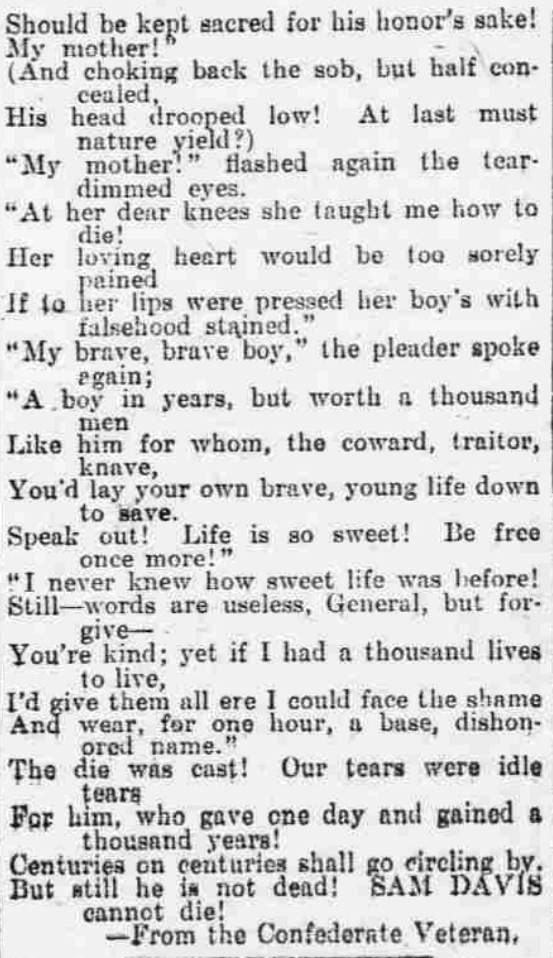 Should be kept sacred for his honor's sake!
My mother!"
(And choking back the sob, but half con-
cealed,
His head drooped low! At last must
nature yield?)
"My mother!" flashed again the tear-
dimmed eyes.
"At her dear knees she taught me how to
die!
Her loving heart would be too sorely
pained
If to her lips were pressed her boy's with
falsehood stained."
"My brave, brave boy," the pleader spoke
again;
"A boy in years, but worth a thousand
men
Like him for whom, the coward, traitor,
knave,
You'd lay your own brave, young life down
to save.
Speak out! Life is so sweet! Be free
once more!"
"I never knew how sweet life was before!
Still—words are useless, General, but for-
give—
You're kind; yet if I had a thousand lives
to live,
I'd give them all ere I could face the shame
And wear, for one hour, a base, dishon-
ored name."
The die was cast! Our tears were idle
tears
For him, who gave one day and gained a
thousand years!
Centuries on centuries shall go circling by.
But still he is not dead! SAM DAVIS
cannot die!
—From the Confederate Veteran.